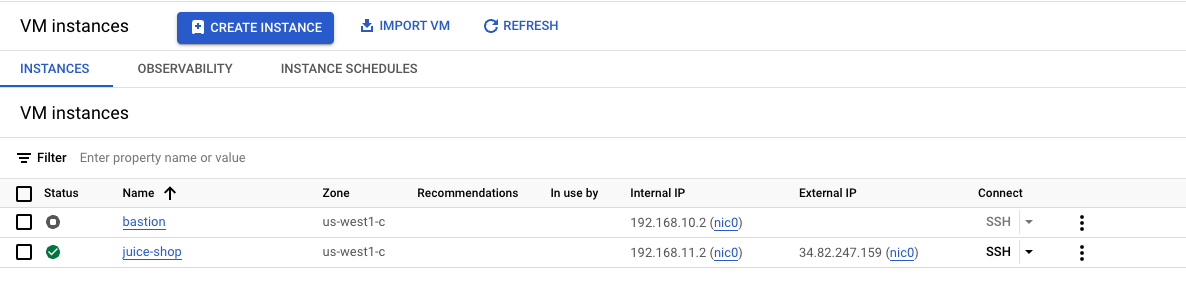 VM instances CREATE INSTANCE IMPORT VM REFRESH
INSTANCES OBSERVABILITY INSTANCE SCHEDULES
VM instances
Filter Enter property name or value
Status Name Zone Recommendations In use by Internal IP External IP Connect
bastion us-west1-c 192.168.10.2 (nic0) SSH
juice-shop us-west1-c 192.168.11.2 (nic0) 34.82.247.159 (nic0) SSH